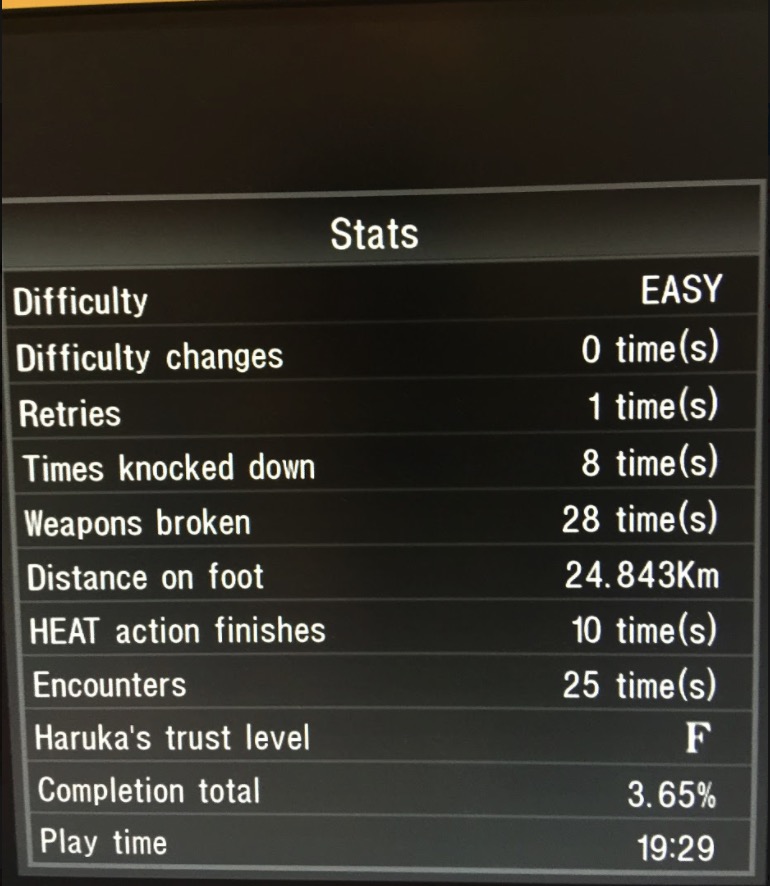 Stats
Difficulty EASY
Difficulty changes 0 time(s)
Retries 1 time(s)
Times knocked down 8 time(s)
Weapons broken 28 time(s)
Distance on foot 24.843Km
HEAT action finishes 10 time(s)
Encounters 25 time(s)
Haruka's trust level F
Completion total 3.65%
Play time 19:29